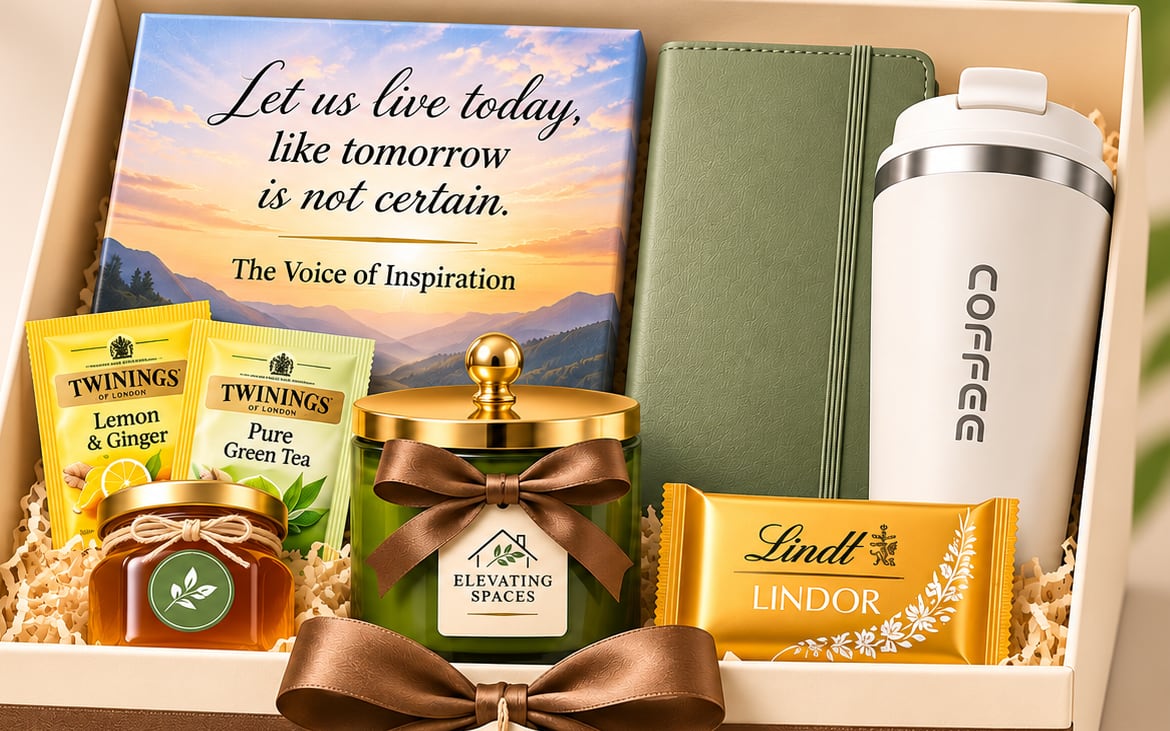 Let us live today,
like tomorrow
is not certain.
The Voice of Inspiration
COFFEE
TWININGS
OF LONDON
Lemon
& Ginger
TWININGS
OF LONDON
Pure
Green Tea
ELEVATING
SPACES
Lindt
LINDOR